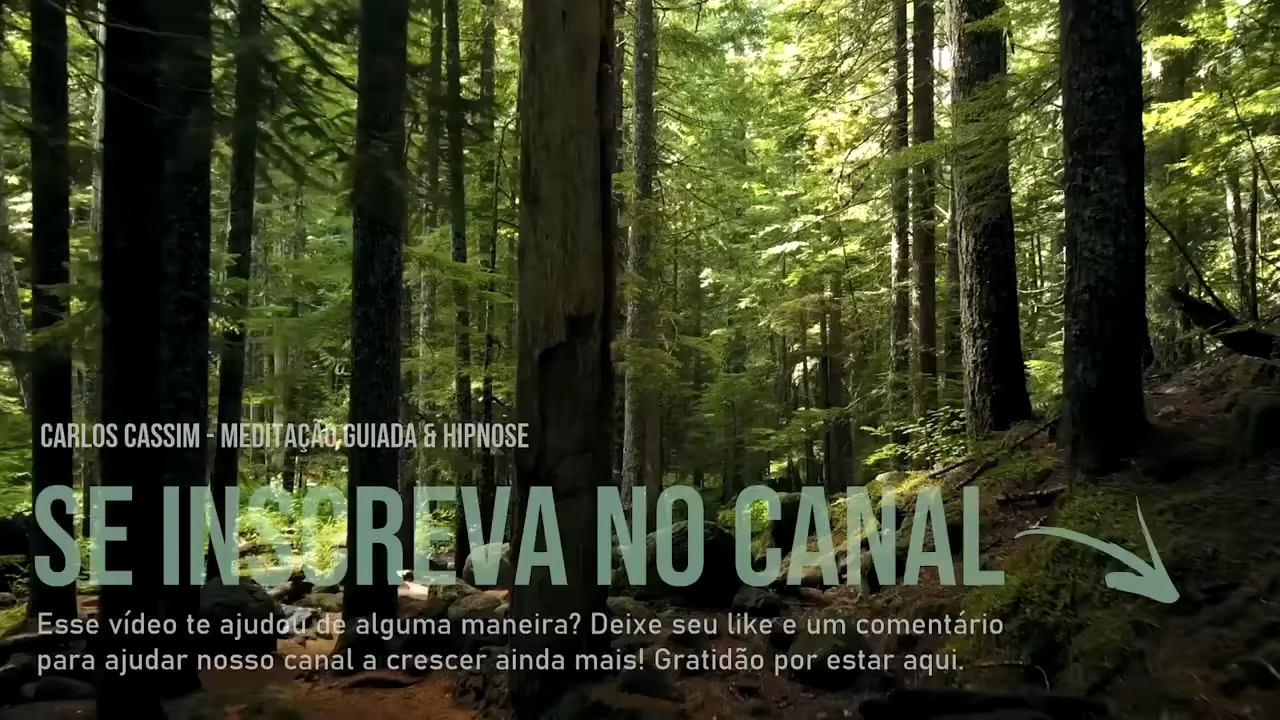 CARLOS CASSIM - MEDITAÇÃO GUIADA & HIPNOSE
SE INSCREVA NO CANAL
Esse vídeo te ajudou de alguma maneira? Deixe seu like e um comentário
para ajudar nosso canal a crescer ainda mais! Gratidão por estar aqui.